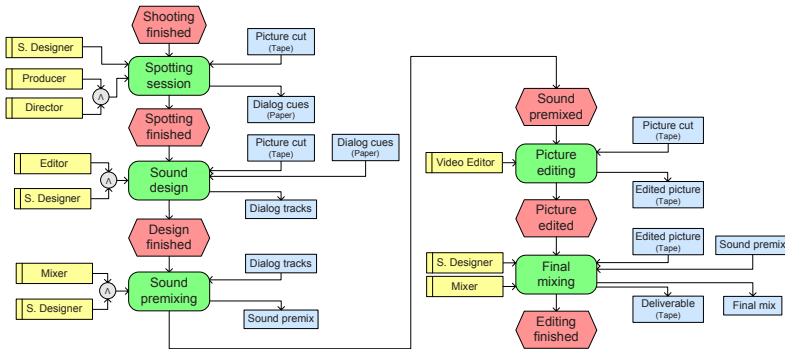 Shooting
finished
S. Designer
Picture cut
(Tape)
Spotting
session
Producer
Λ
Director
Dialog cues
(Paper)
Spotting
finished
Picture cut
(Tape)
Dialog cues
(Paper)
Editor
Λ
S. Designer
Sound
design
Dialog tracks
Design
finished
Mixer
Λ
S. Designer
Dialog tracks
Sound
premixing
Sound premix
Sound
premixed
Picture cut
(Tape)
Video Editor
Picture
editing
Edited picture
(Tape)
Picture
edited
Edited picture
(Tape)
Sound premix
S. Designer
Mixer
Final
mixing
Deliverable
(Tape)
Final mix
Editing
finished